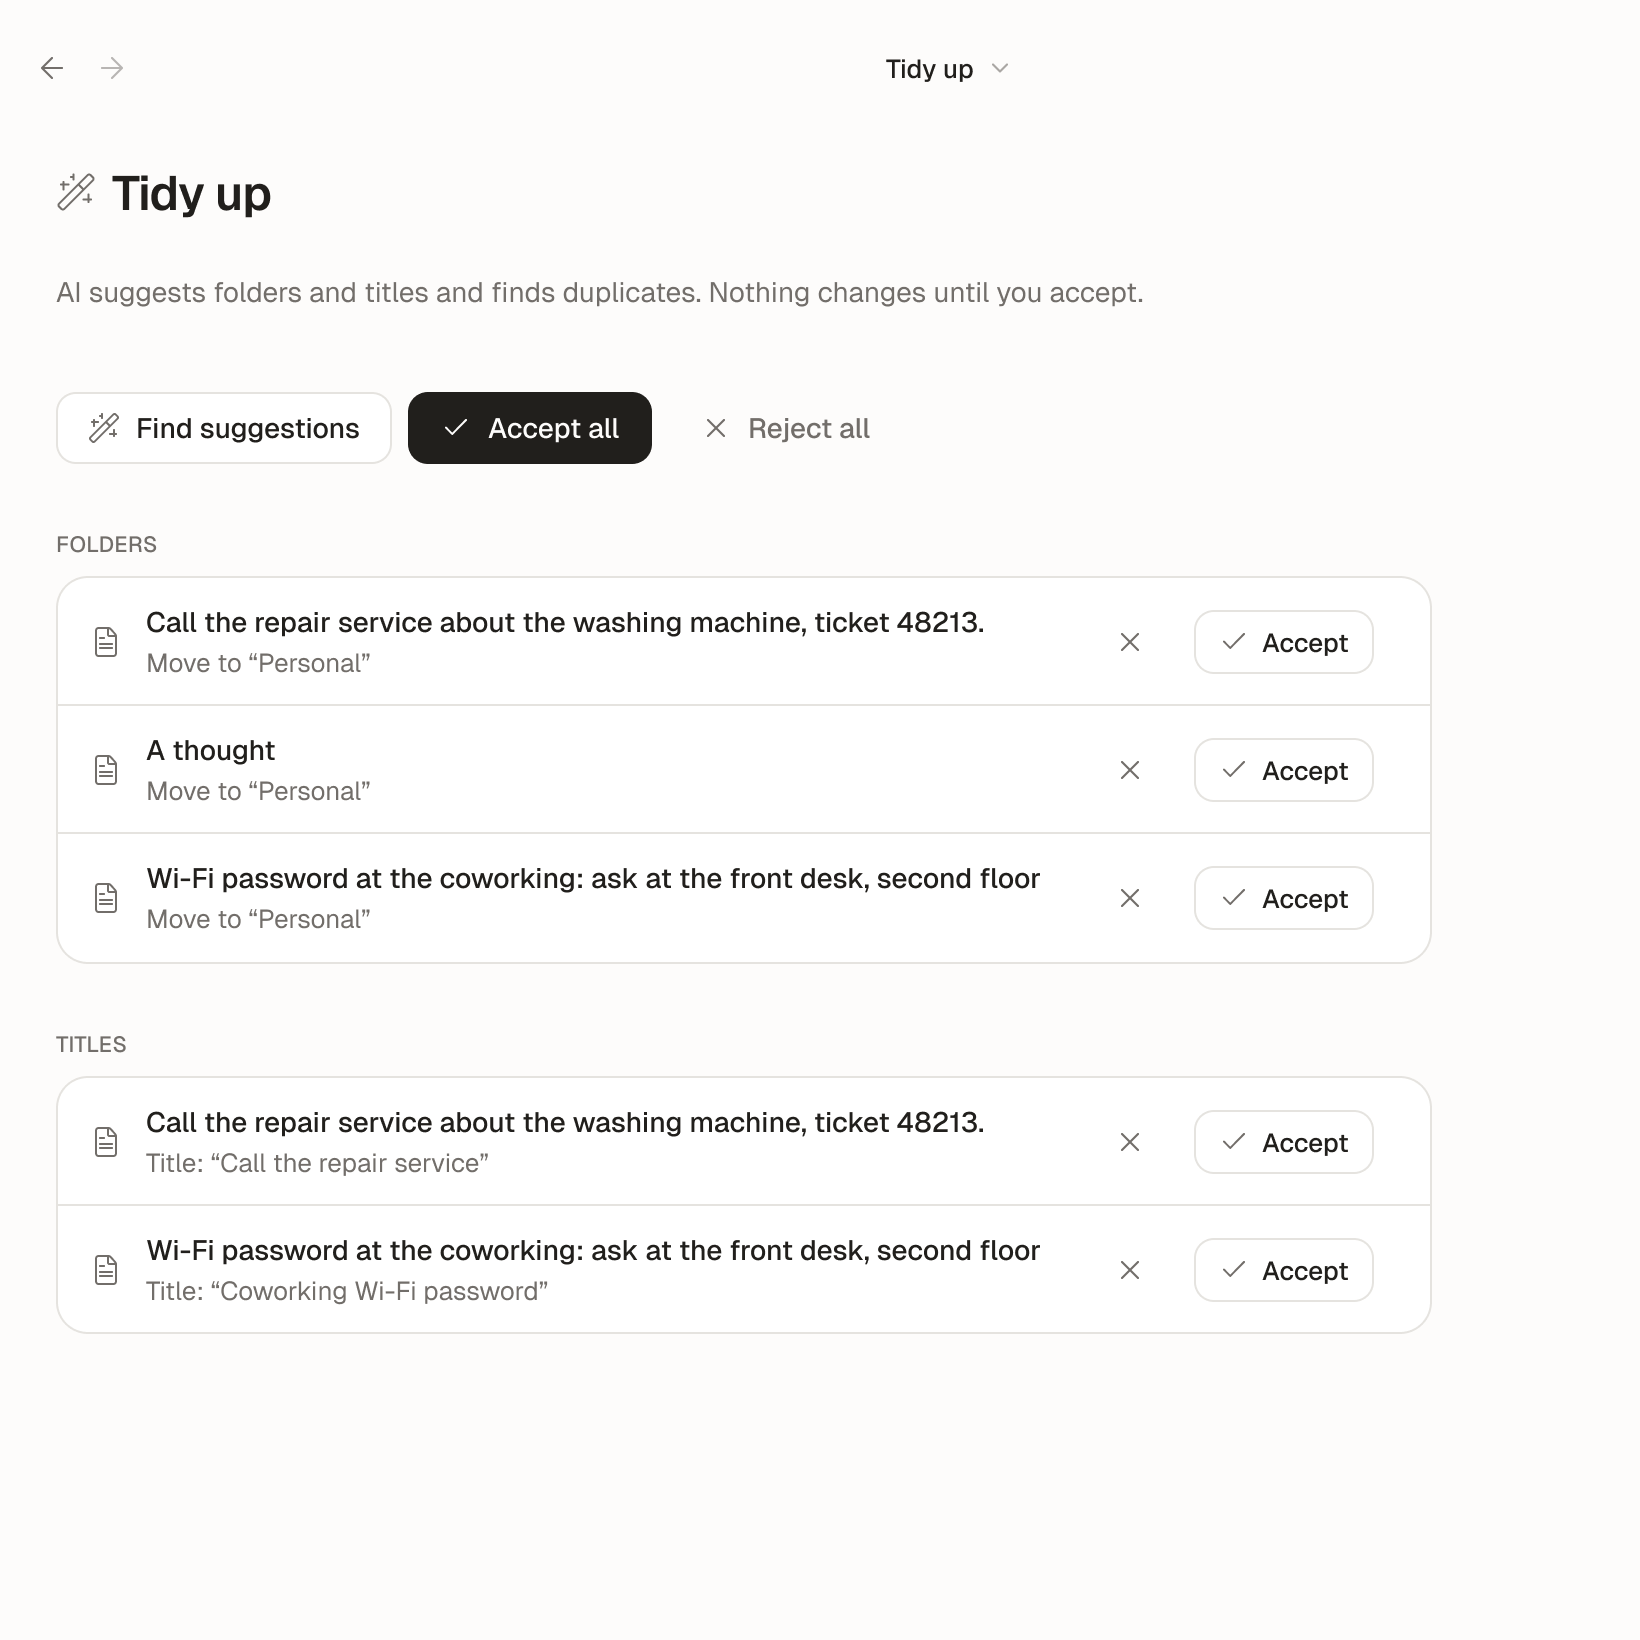 Tidy up
Tidy up
AI suggests folders and titles and finds duplicates. Nothing changes until you accept.
Find suggestions
Accept all
Reject all
FOLDERS
Call the repair service about the washing machine, ticket 48213.
Move to “Personal”
Accept
A thought
Move to “Personal”
Accept
Wi-Fi password at the coworking: ask at the front desk, second floor
Move to “Personal”
Accept
TITLES
Call the repair service about the washing machine, ticket 48213.
Title: “Call the repair service”
Accept
Wi-Fi password at the coworking: ask at the front desk, second floor
Title: “Coworking Wi-Fi password”
Accept